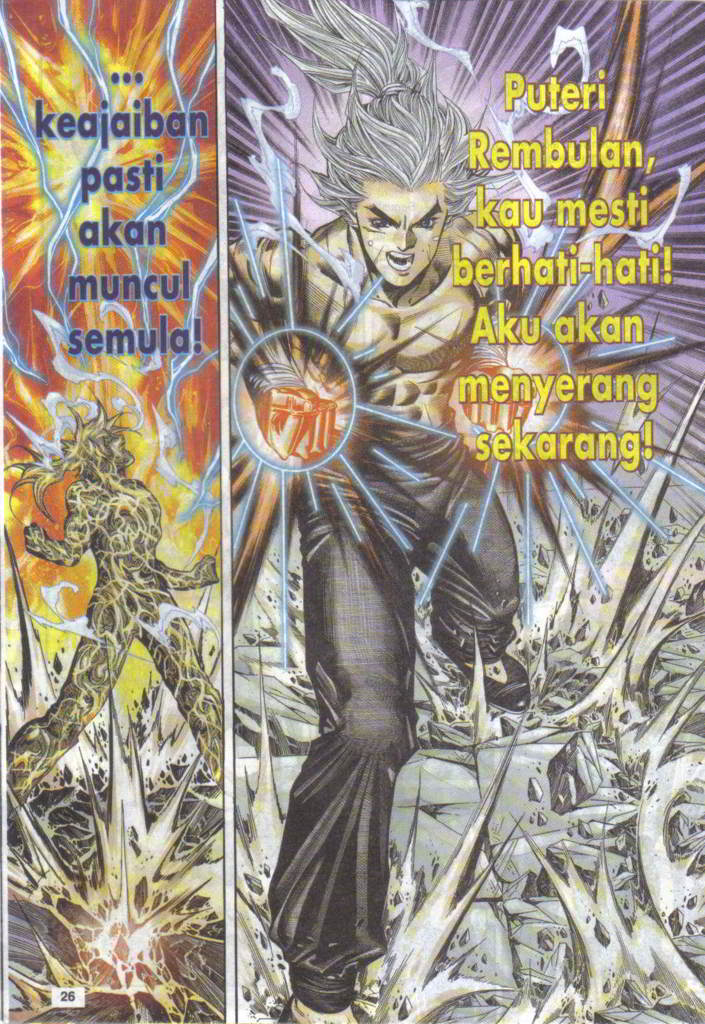 ...
keajaiban
pasti
akan
muncul
semula!
Puteri
Rembulan,
kau mesti
berhati-hati!
Aku akan
menyerang
sekarang!
26